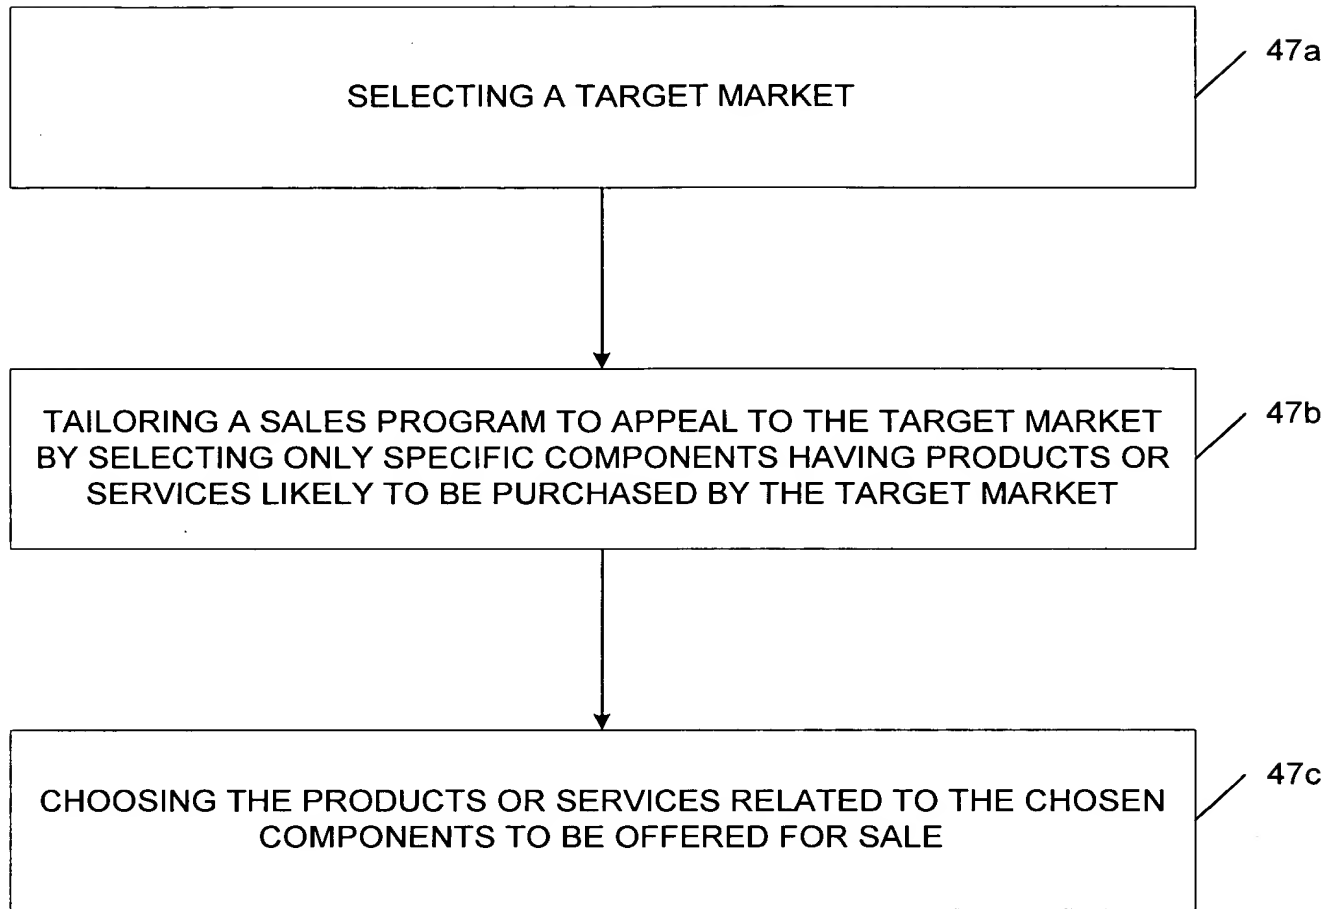 47a
SELECTING A TARGET MARKET
47b
TAILORING A SALES PROGRAM TO APPEAL TO THE TARGET MARKET
BY SELECTING ONLY SPECIFIC COMPONENTS HAVING PRODUCTS OR
SERVICES LIKELY TO BE PURCHASED BY THE TARGET MARKET
47c
CHOOSING THE PRODUCTS OR SERVICES RELATED TO THE CHOSEN
COMPONENTS TO BE OFFERED FOR SALE